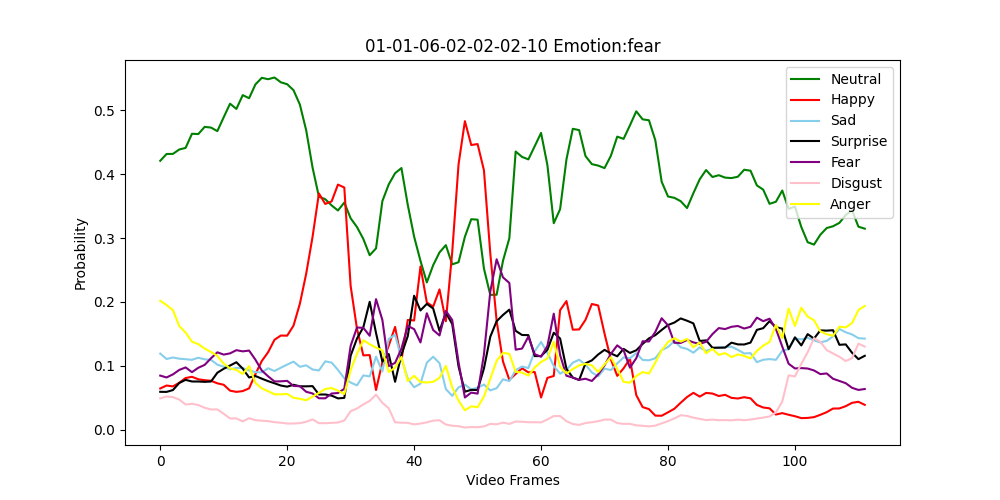 01-01-06-02-02-02-10 Emotion:fear
Probability
0.5
0.4
0.3
0.2
0.1
0.0
0 20 40 60 80 100
Video Frames
Neutral
Happy
Sad
Surprise
Fear
Disgust
Anger